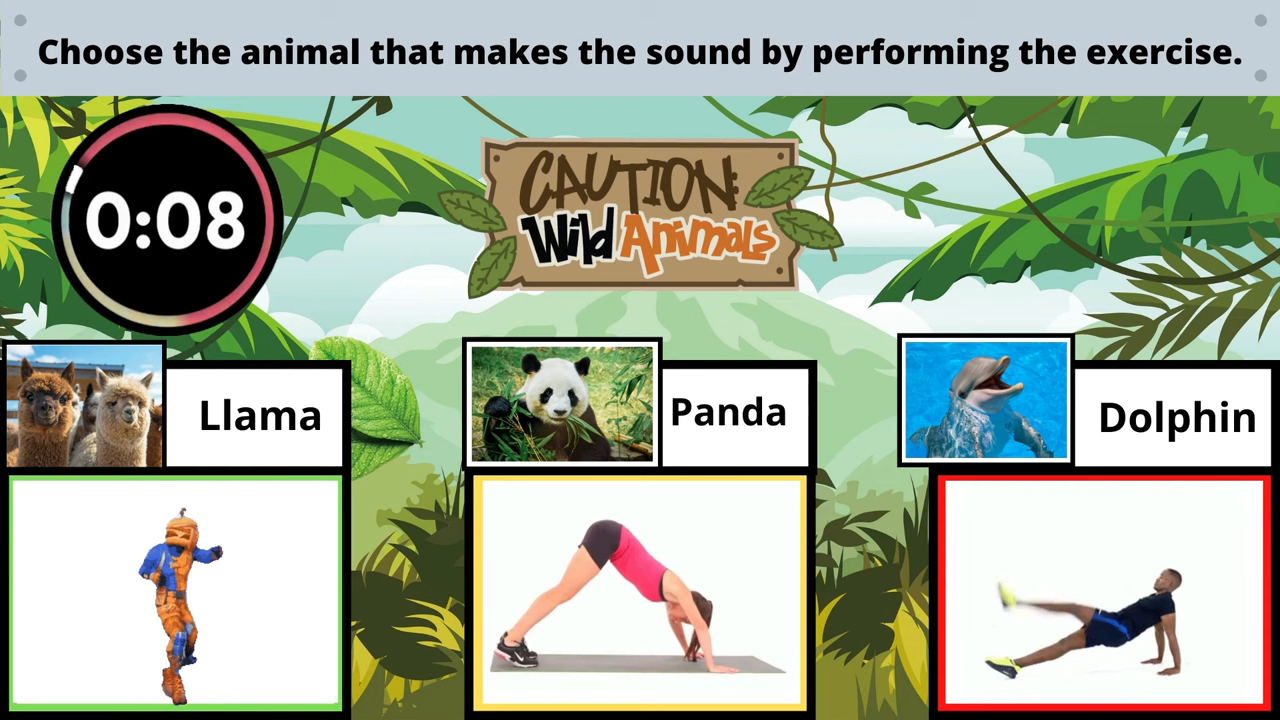 Choose the animal that makes the sound by performing the exercise.
0:08
CAUTION:
Wild Animals
Llama
Panda
Dolphin